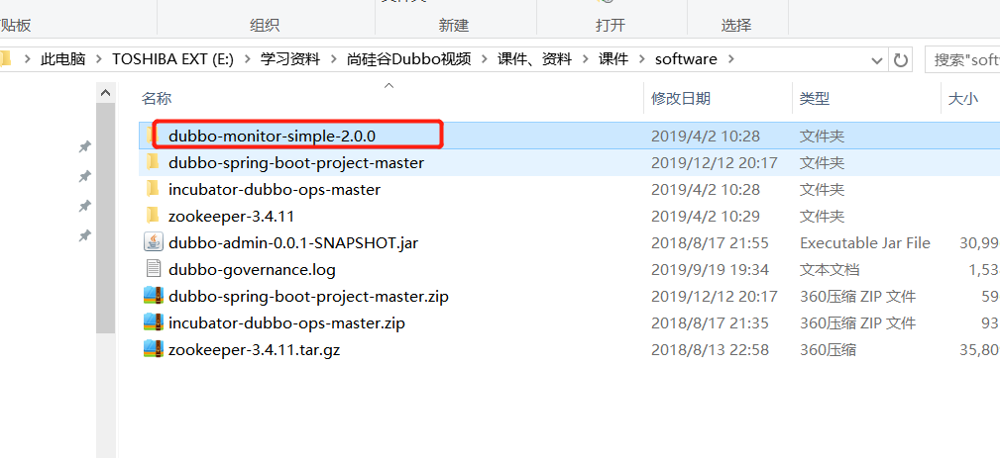 贴板
组织
新建
打开
选择
此电脑 > TOSHIBA EXT (E:) > 学习资料 > 尚硅谷Dubbo视频 > 课件、资料 > 课件 > software >
搜索"soft
名称 修改日期 类型 大小
dubbo-monitor-simple-2.0.0 2019/4/2 10:28 文件夹
dubbo-spring-boot-project-master 2019/12/12 20:17 文件夹
incubator-dubbo-ops-master 2019/4/2 10:28 文件夹
zookeeper-3.4.11 2019/4/2 10:29 文件夹
dubbo-admin-0.0.1-SNAPSHOT.jar 2018/8/17 21:55 Executable Jar File 30,99
dubbo-governance.log 2019/9/19 19:34 文本文档 1,53
dubbo-spring-boot-project-master.zip 2019/12/12 20:17 360压缩 ZIP 文件 59
incubator-dubbo-ops-master.zip 2018/8/17 21:35 360压缩 ZIP 文件 93
zookeeper-3.4.11.tar.gz 2018/8/13 22:58 360压缩 35,80